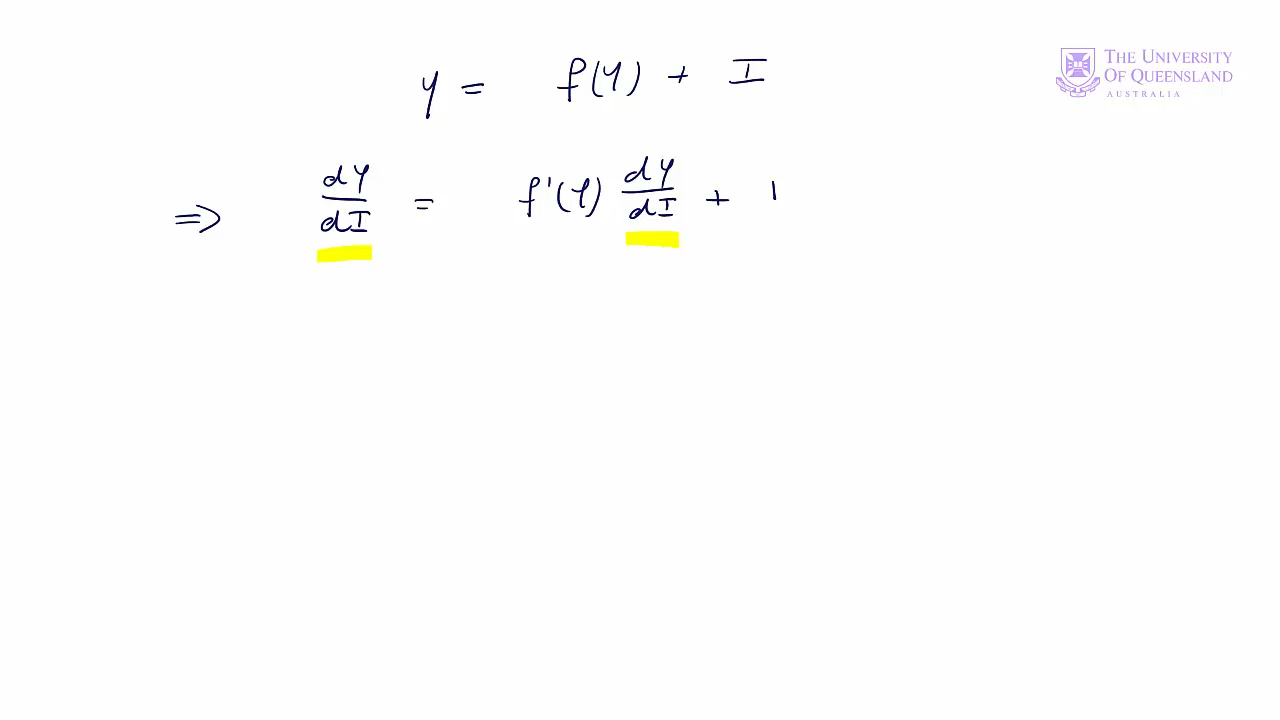 Y = f(Y) + I
THE UNIVERSITY
OF QUEENSLAND
AUSTRALIA
⇒ dY/dI = f'(Y) dY/dI + 1